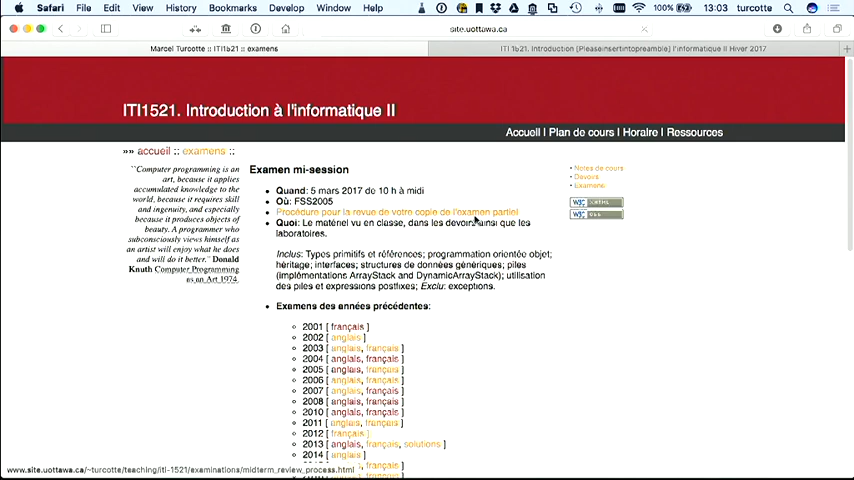 Safari File Edit View History Bookmarks Develop Window Help 100% 13:03 turcotte
site.uottawa.ca
Marcel Turcotte :: ITI1521 :: examens
ITI 1521. Introduction [Pleaseinsertintopreamble] l'informatique II Hiver 2017
ITI1521. Introduction à l'informatique II
Accueil | Plan de cours | Horaire | Ressources
»» accueil :: examens ::
``Computer programming is an
art, because it applies
accumulated knowledge to the
world, because it requires skill
and ingenuity, and especially
because it produces objects of
beauty. A programmer who
subconsciously views himself as
an artist will enjoy what he does
and will do it better.'' Donald
Knuth Computer Programming
as an Art 1974.
Examen mi-session
• Quand: 5 mars 2017 de 10 h à midi
• Où: FSS2005
• Procédure pour la revue de votre copie de l'examen partiel
• Quoi: Le matériel vu en classe, dans les devoirs ainsi que les
laboratoires.
Inclus: Types primitifs et références; programmation orientée objet;
héritage; interfaces; structures de données génériques; piles
(implémentations ArrayStack and DynamicArrayStack); utilisation
des piles et expressions postfixes; Exclu: exceptions.
• Examens des années précédentes:
2001 [ français ]
2002 [ anglais ]
2003 [ anglais, français ]
2004 [ anglais, français ]
2005 [ anglais, français ]
2006 [ anglais, français ]
2007 [ anglais, français ]
2008 [ anglais, français ]
2010 [ anglais, français ]
2011 [ anglais, français ]
2012 [ français ]
2013 [ anglais, français, solutions ]
2014 [ anglais ]
français ]
• Notes de cours
• Devoirs
• Examens
W3C XHTML
W3C CSS
www.site.uottawa.ca/~turcotte/teaching/iti-1521/examinations/midterm_review_process.html